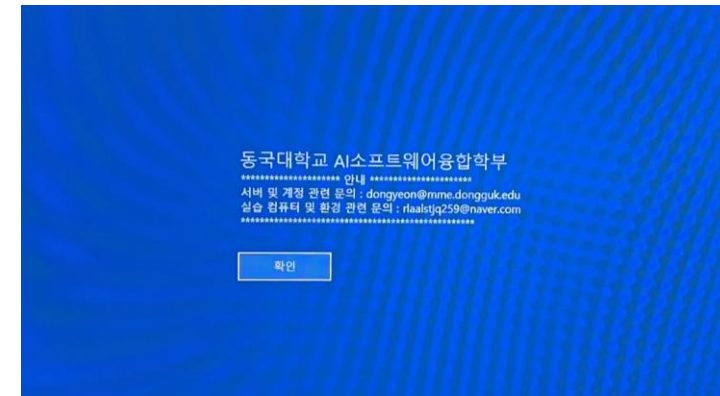 동국대학교 AI소프트웨어융합학부
********************* 안내 *********************
서버 및 계정 관련 문의 : dongyeon@mme.dongguk.edu
실습 컴퓨터 및 환경 관련 문의 : rlaalstjq259@naver.com
**************************************************
확인